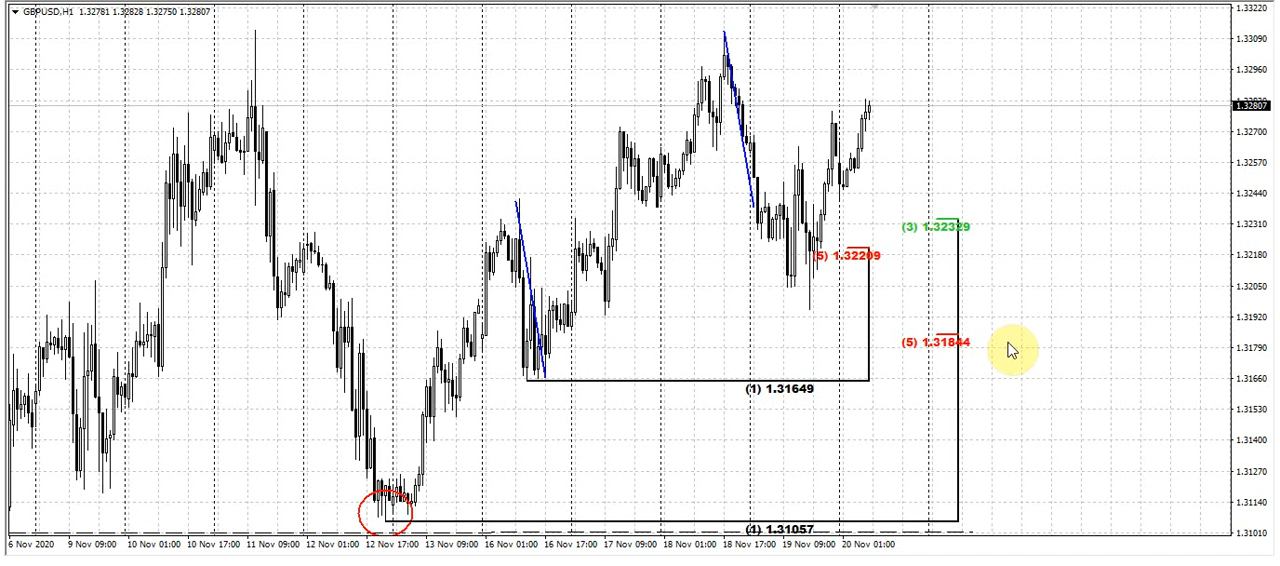 GBPUSD,H1 1.32781 1.32828 1.32750 1.32807
1.33220
1.33090
1.32960
1.32807
1.32700
1.32570
1.32440
1.32310
1.32180
1.32050
1.31920
1.31790
1.31660
1.31530
1.31400
1.31270
1.31140
1.31010
(3) 1.32329
(5) 1.32209
(5) 1.31844
(1) 1.31649
(1) 1.31057
6 Nov 2020
9 Nov 09:00
10 Nov 01:00
10 Nov 17:00
11 Nov 09:00
12 Nov 01:00
12 Nov 17:00
13 Nov 09:00
16 Nov 01:00
16 Nov 17:00
17 Nov 09:00
18 Nov 01:00
18 Nov 17:00
19 Nov 09:00
20 Nov 01:00